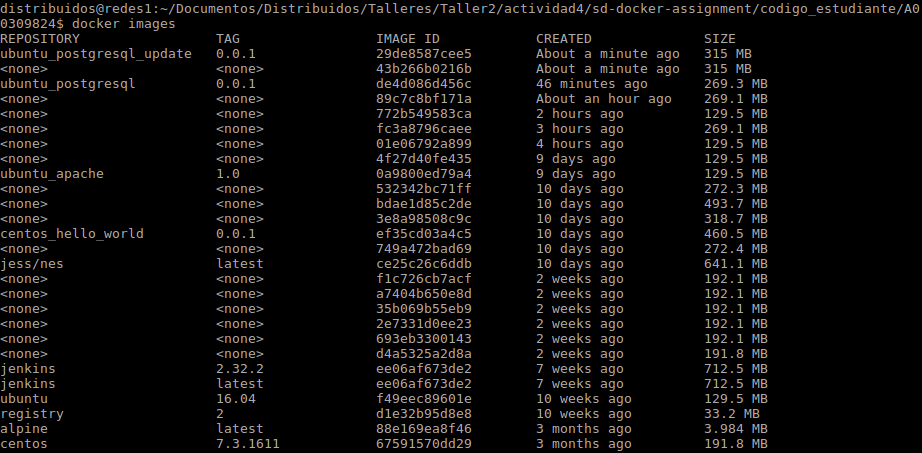 distribuidos@redes1:~/Documentos/Distribuidos/Talleres/Taller2/actividad4/sd-docker-assignment/codigo_estudiante/A0
0309824$ docker images
REPOSITORY TAG IMAGE ID CREATED SIZE
ubuntu_postgresql_update 0.0.1 29de8587cee5 About a minute ago 315 MB
<none> <none> 43b266b0216b About a minute ago 315 MB
ubuntu_postgresql 0.0.1 de4d086d456c 46 minutes ago 269.3 MB
<none> <none> 89c7c8bf171a About an hour ago 269.1 MB
<none> <none> 772b549583ca 2 hours ago 129.5 MB
<none> <none> fc3a8796caee 3 hours ago 269.1 MB
<none> <none> 01e06792a899 4 hours ago 129.5 MB
<none> <none> 4f27d40fe435 9 days ago 129.5 MB
ubuntu_apache 1.0 0a9800ed79a4 9 days ago 129.5 MB
<none> <none> 532342bc71ff 10 days ago 272.3 MB
<none> <none> bdae1d85c2de 10 days ago 493.7 MB
<none> <none> 3e8a98508c9c 10 days ago 318.7 MB
centos_hello_world 0.0.1 ef35cd03a4c5 10 days ago 460.5 MB
<none> <none> 749a472bad69 10 days ago 272.4 MB
jess/nes latest ce25c26c6ddb 10 days ago 641.1 MB
<none> <none> f1c726cb7acf 2 weeks ago 192.1 MB
<none> <none> a7404b650e8d 2 weeks ago 192.1 MB
<none> <none> 35b069b55eb9 2 weeks ago 192.1 MB
<none> <none> 2e7331d0ee23 2 weeks ago 192.1 MB
<none> <none> 693eb3300143 2 weeks ago 192.1 MB
<none> <none> d4a5325a2d8a 2 weeks ago 191.8 MB
jenkins 2.32.2 ee06af673de2 7 weeks ago 712.5 MB
jenkins latest ee06af673de2 7 weeks ago 712.5 MB
ubuntu 16.04 f49eec89601e 10 weeks ago 129.5 MB
registry 2 d1e32b95d8e8 10 weeks ago 33.2 MB
alpine latest 88e169ea8f46 3 months ago 3.984 MB
centos 7.3.1611 67591570dd29 3 months ago 191.8 MB